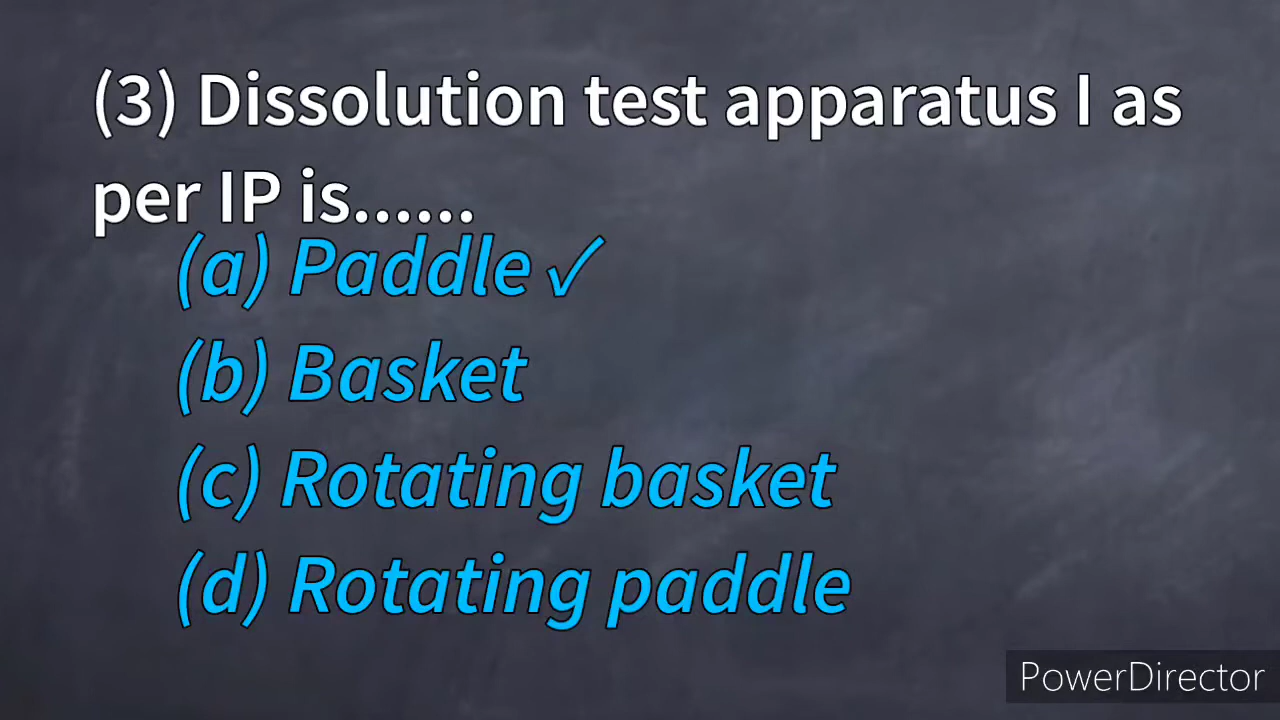 (3) Dissolution test apparatus I as
per IP is......
(a) Paddle ✓
(b) Basket
(c) Rotating basket
(d) Rotating paddle
PowerDirector